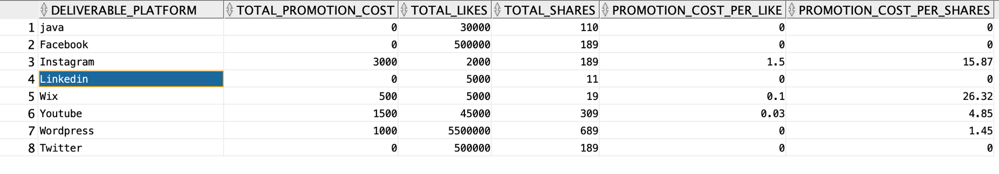 DELIVERABLE_PLATFORM TOTAL_PROMOTION_COST TOTAL_LIKES TOTAL_SHARES PROMOTION_COST_PER_LIKE PROMOTION_COST_PER_SHARES
1 java 0 30000 110 0 0
2 Facebook 0 500000 189 0 0
3 Instagram 3000 2000 189 1.5 15.87
4 Linkedin 0 5000 11 0 0
5 Wix 500 5000 19 0.1 26.32
6 Youtube 1500 45000 309 0.03 4.85
7 Wordpress 1000 5500000 689 0 1.45
8 Twitter 0 500000 189 0 0